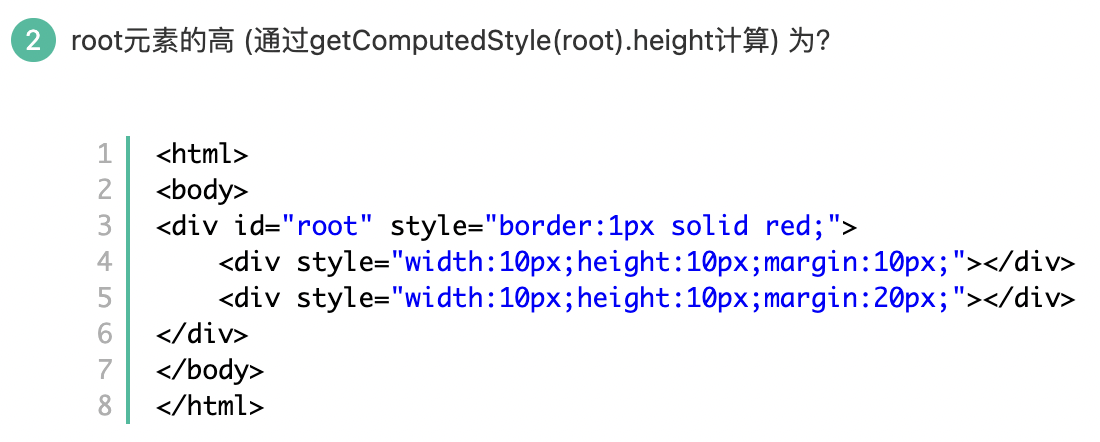 2 root元素的高 (通过getComputedStyle(root).height计算) 为?
1 <html>
2 <body>
3 <div id="root" style="border:1px solid red;">
4     <div style="width:10px;height:10px;margin:10px;"></div>
5     <div style="width:10px;height:10px;margin:20px;"></div>
6 </div>
7 </body>
8 </html>